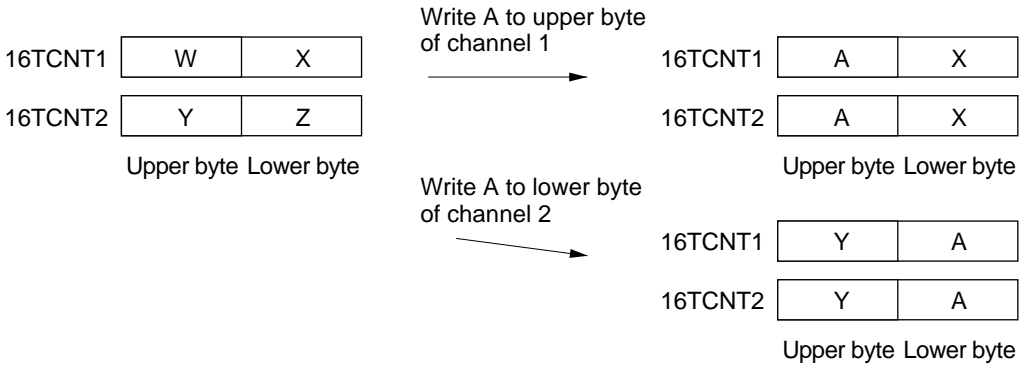 Write A to upper byte
of channel 1
16TCNT1 W X
16TCNT2 Y Z
Upper byte Lower byte
16TCNT1 A X
16TCNT2 A X
Upper byte Lower byte
Write A to lower byte
of channel 2
16TCNT1 Y A
16TCNT2 Y A
Upper byte Lower byte